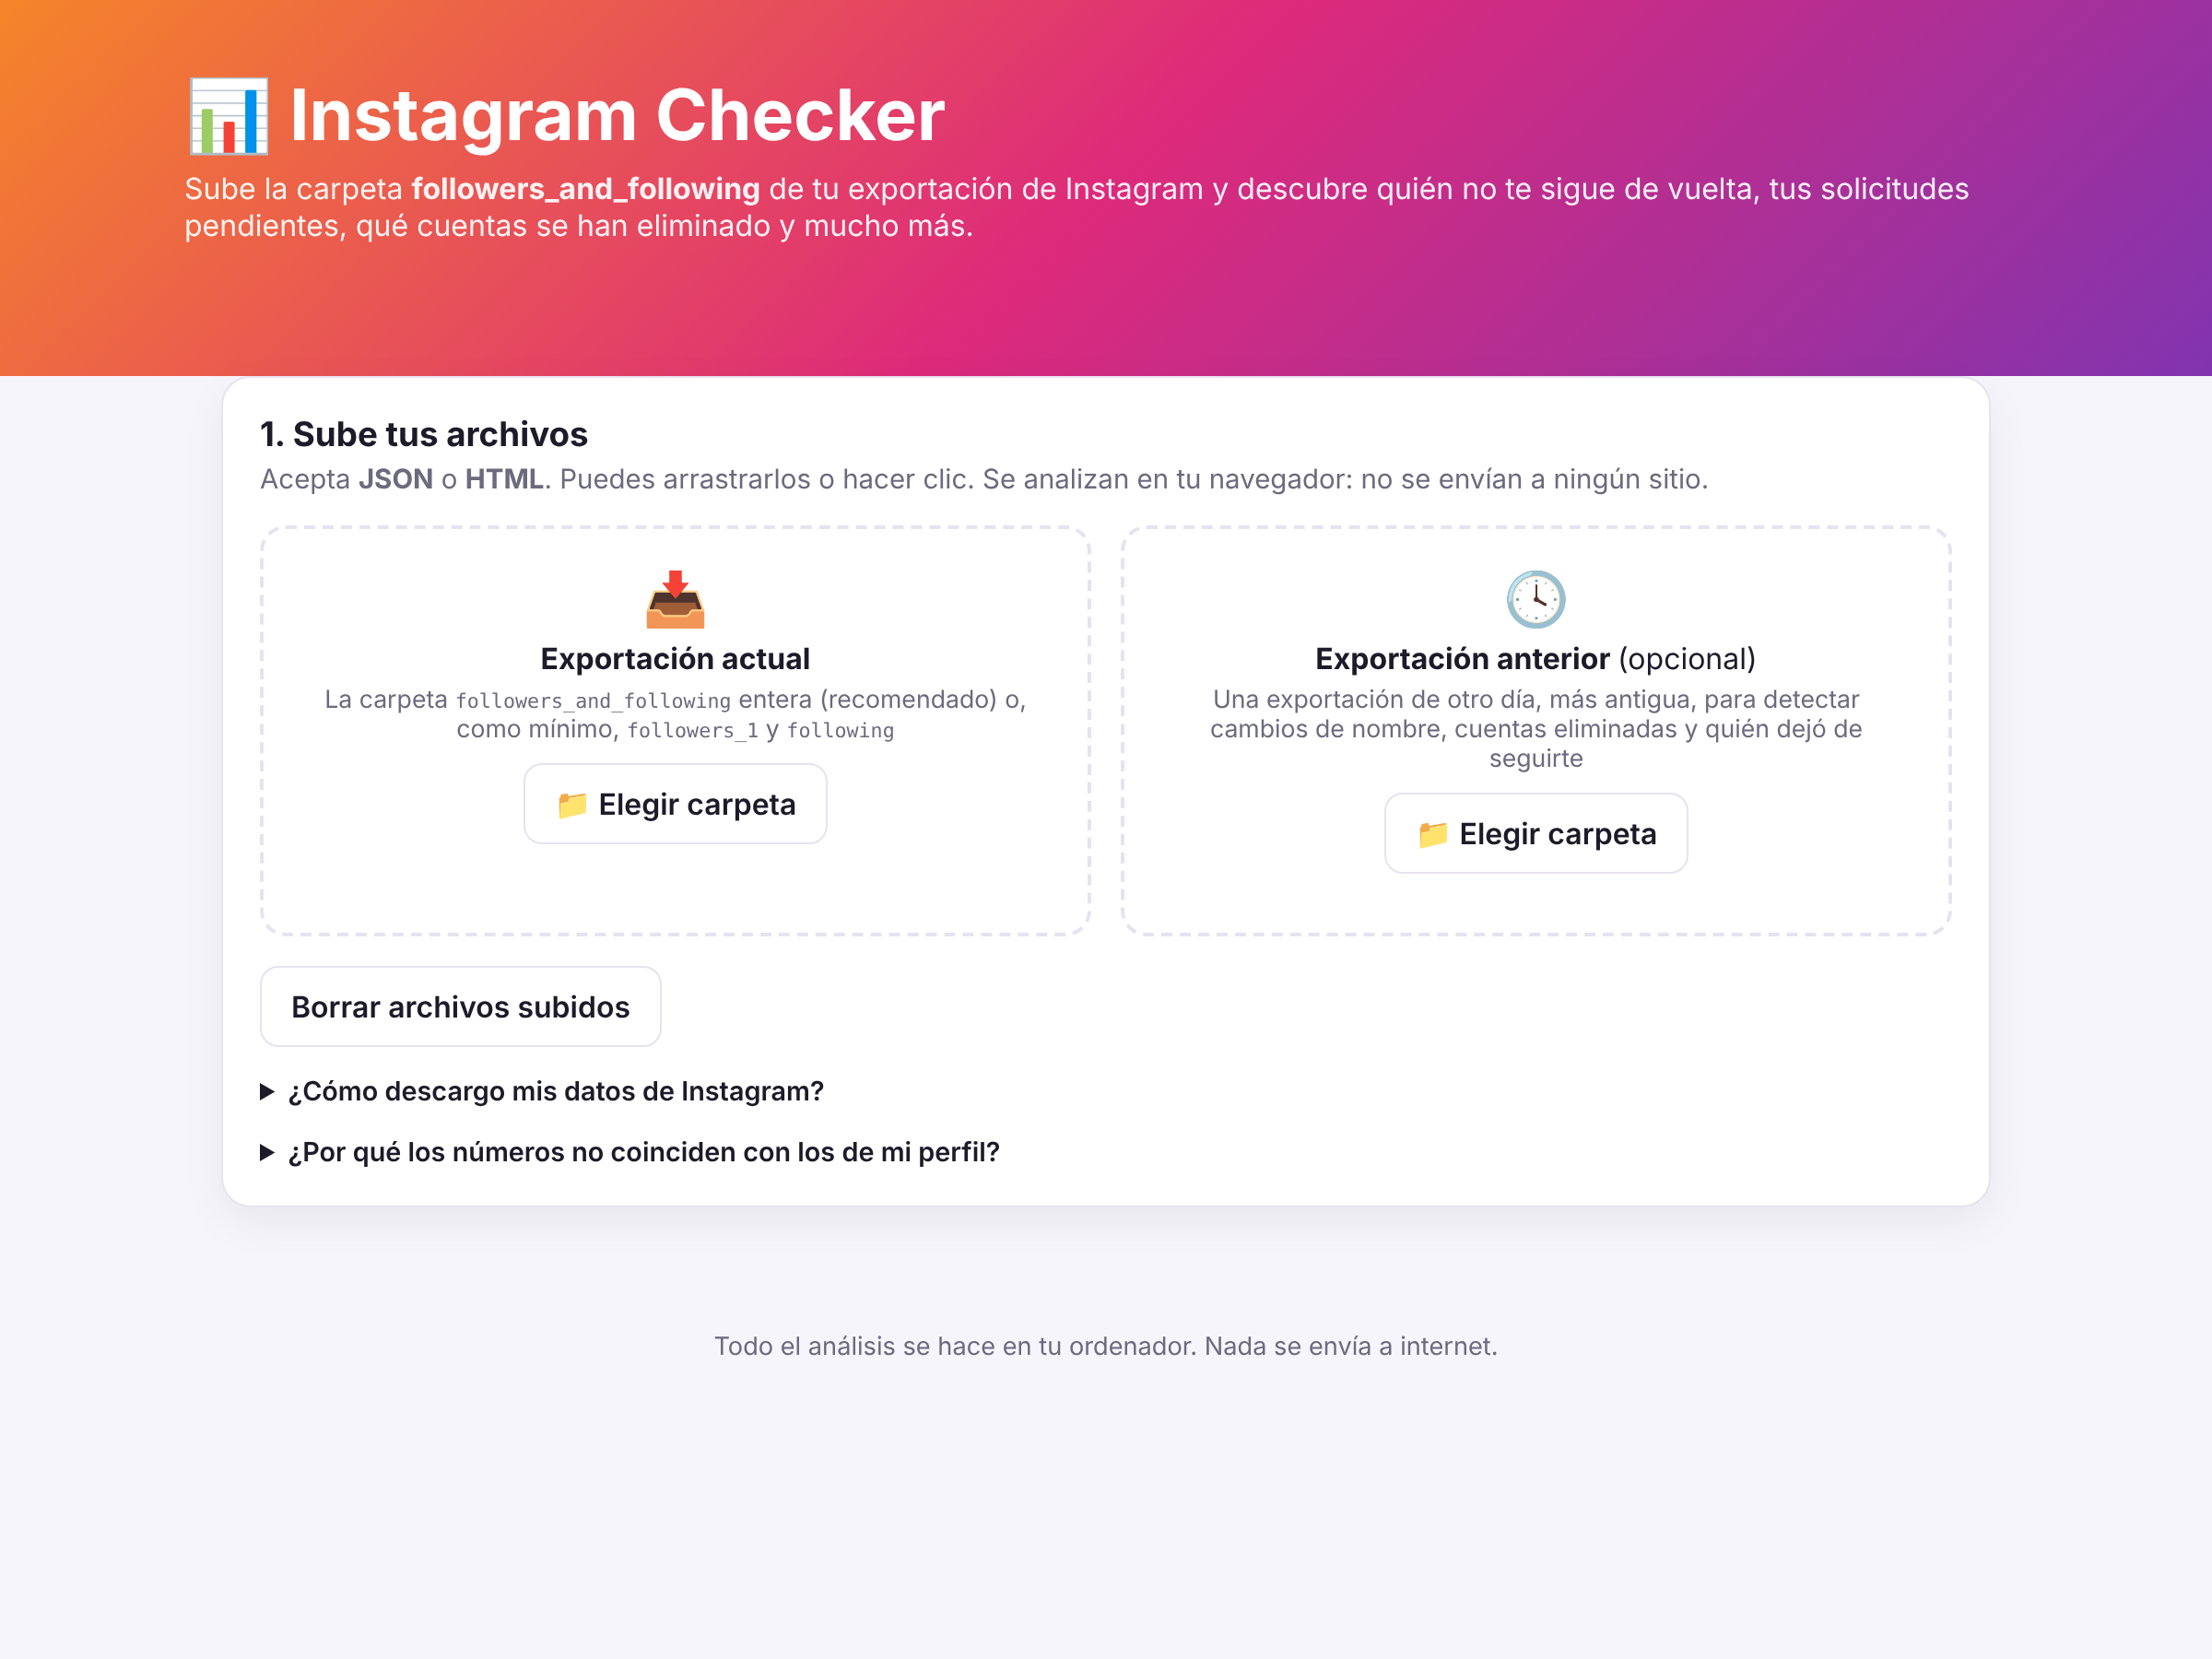 Instagram Checker
Sube la carpeta followers_and_following de tu exportación de Instagram y descubre quién no te sigue de vuelta, tus solicitudes
pendientes, qué cuentas se han eliminado y mucho más.
1. Sube tus archivos
Acepta JSON o HTML. Puedes arrastrarlos o hacer clic. Se analizan en tu navegador: no se envían a ningún sitio.
Exportación actual
La carpeta followers_and_following entera (recomendado) o,
como mínimo, followers_1 y following
Elegir carpeta
Exportación anterior (opcional)
Una exportación de otro día, más antigua, para detectar
cambios de nombre, cuentas eliminadas y quién dejó de
seguirte
Elegir carpeta
Borrar archivos subidos
¿Cómo descargo mis datos de Instagram?
¿Por qué los números no coinciden con los de mi perfil?
Todo el análisis se hace en tu ordenador. Nada se envía a internet.